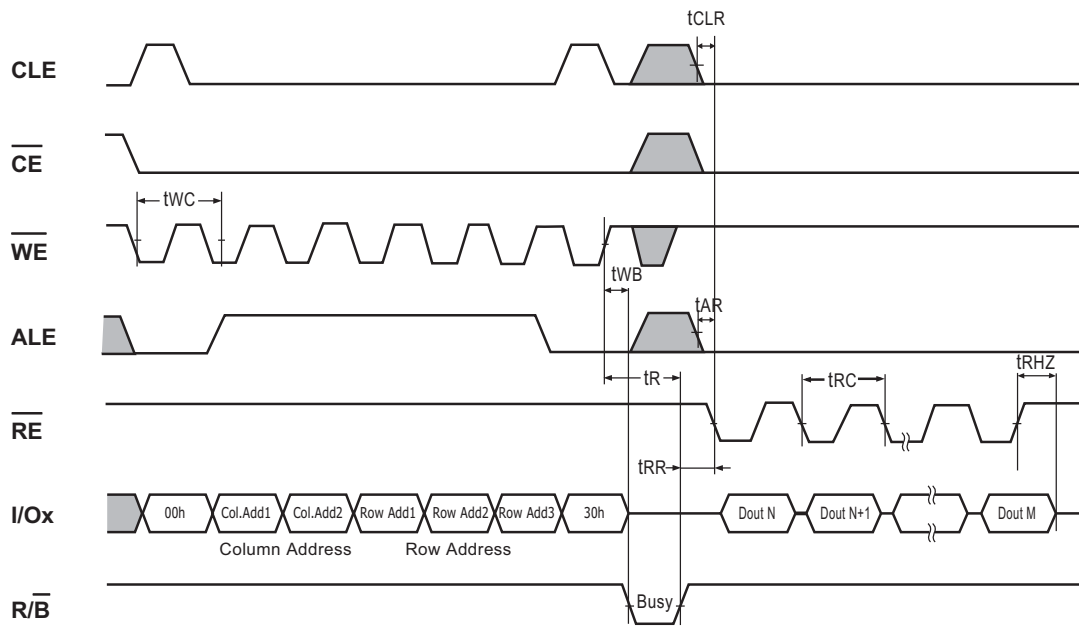 tCLR
CLE
CE
tWC
WE
tWB
tAR
ALE
tR
tRC
tRHZ
RE
tRR
I/Ox
00h
Col.Add1
Col.Add2
Row Add1
Row Add2
Row Add3
30h
Dout N
Dout N+1
Dout M
Column Address
Row Address
R/B
Busy